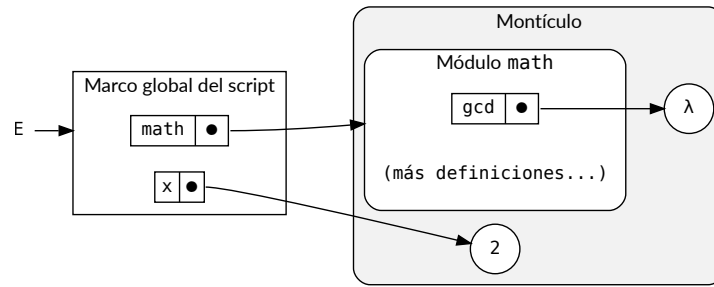 Montículo
Módulo math
Marco global del script
gcd
λ
E
math
x
(más definiciones...)
2